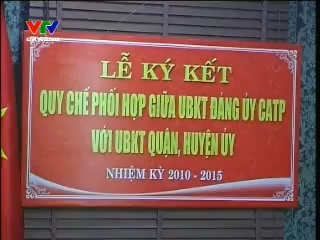 VTV
LỄ KÝ KẾT
QUY CHẾ PHỐI HỢP GIỮA UBKT ĐẢNG ỦY CATP
VỚI UBKT QUẬN, HUYỆN ỦY
NHIỆM KỲ 2010 - 2015